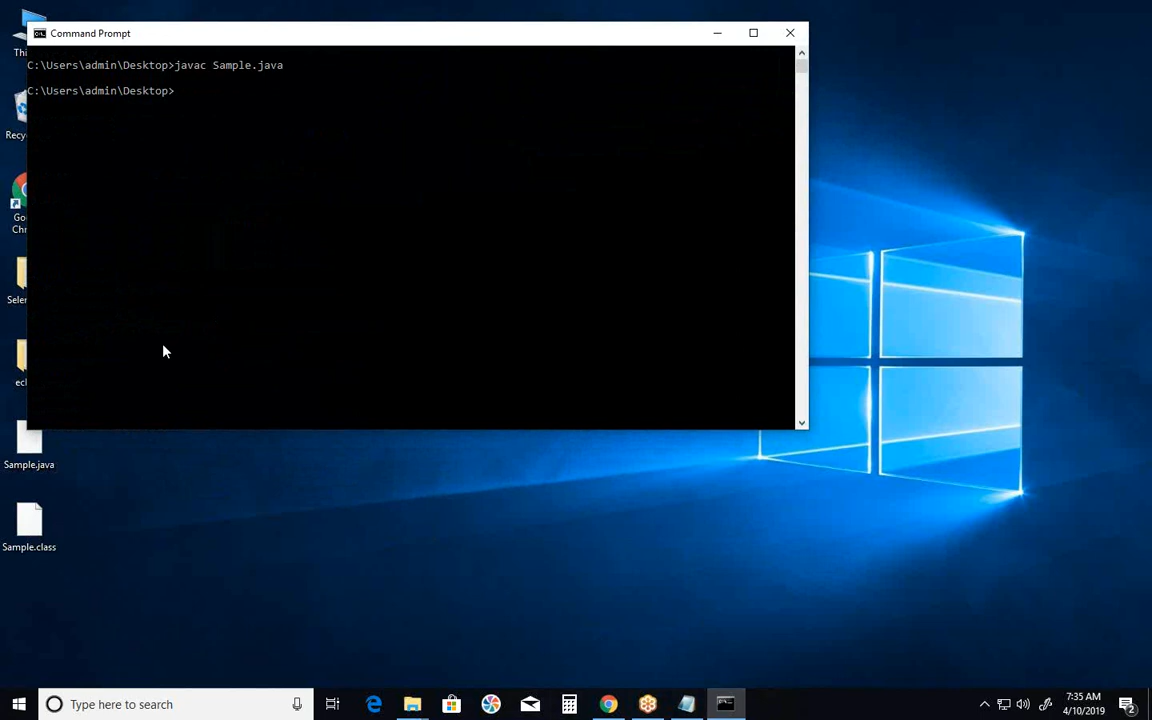 Command Prompt
C:\Users\admin\Desktop>javac Sample.java
C:\Users\admin\Desktop>
Sample.java
Sample.class
Type here to search
7:35 AM
4/10/2019
2